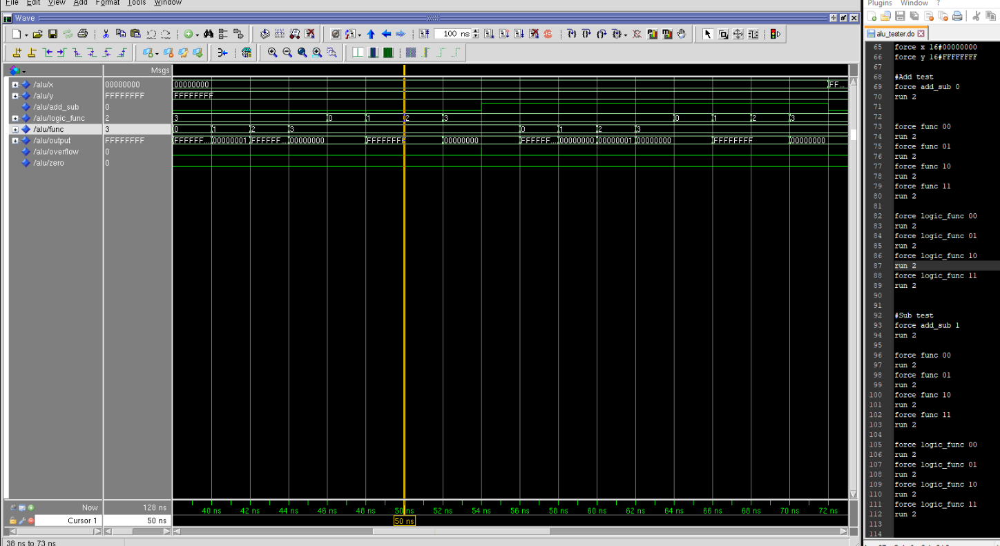 File Edit View Add Format Tools Window
Wave
100 ns
Msgs
/alu/x 00000000 00000000 FF...
/alu/y FFFFFFFF FFFFFFFF
/alu/add_sub 0
/alu/logic_func 2 3 0 1 2 3 0 1 2 3
/alu/func 3 0 1 2 3 0 1 2 3
/alu/output FFFFFFFF FFFFFF... 00000001 FFFFFF... 00000000 FFFFFFFF 00000000 FFFFFF... 00000000 00000001 00000000 FFFFFFFF 00000000
/alu/overflow 0
/alu/zero 0
Now 128 ns 40 ns 42 ns 44 ns 46 ns 48 ns 50 ns 52 ns 54 ns 56 ns 58 ns 60 ns 62 ns 64 ns 66 ns 68 ns 70 ns 72 ns
Cursor 1 50 ns 50 ns
38 ns to 73 ns
Plugins Window ?
alu_tester.do
65 force x 16#00000000
66 force y 16#FFFFFFFF
67
68 #Add test
69 force add_sub 0
70 run 2
71
72
73 force func 00
74 run 2
75 force func 01
76 run 2
77 force func 10
78 run 2
79 force func 11
80 run 2
81
82 force logic_func 00
83 run 2
84 force logic_func 01
85 run 2
86 force logic_func 10
87 run 2
88 force logic_func 11
89 run 2
90
91
92 #Sub test
93 force add_sub 1
94 run 2
95
96 force func 00
97 run 2
98 force func 01
99 run 2
100 force func 10
101 run 2
102 force func 11
103 run 2
104
105 force logic_func 00
106 run 2
107 force logic_func 01
108 run 2
109 force logic_func 10
110 run 2
111 force logic_func 11
112 run 2
113
114